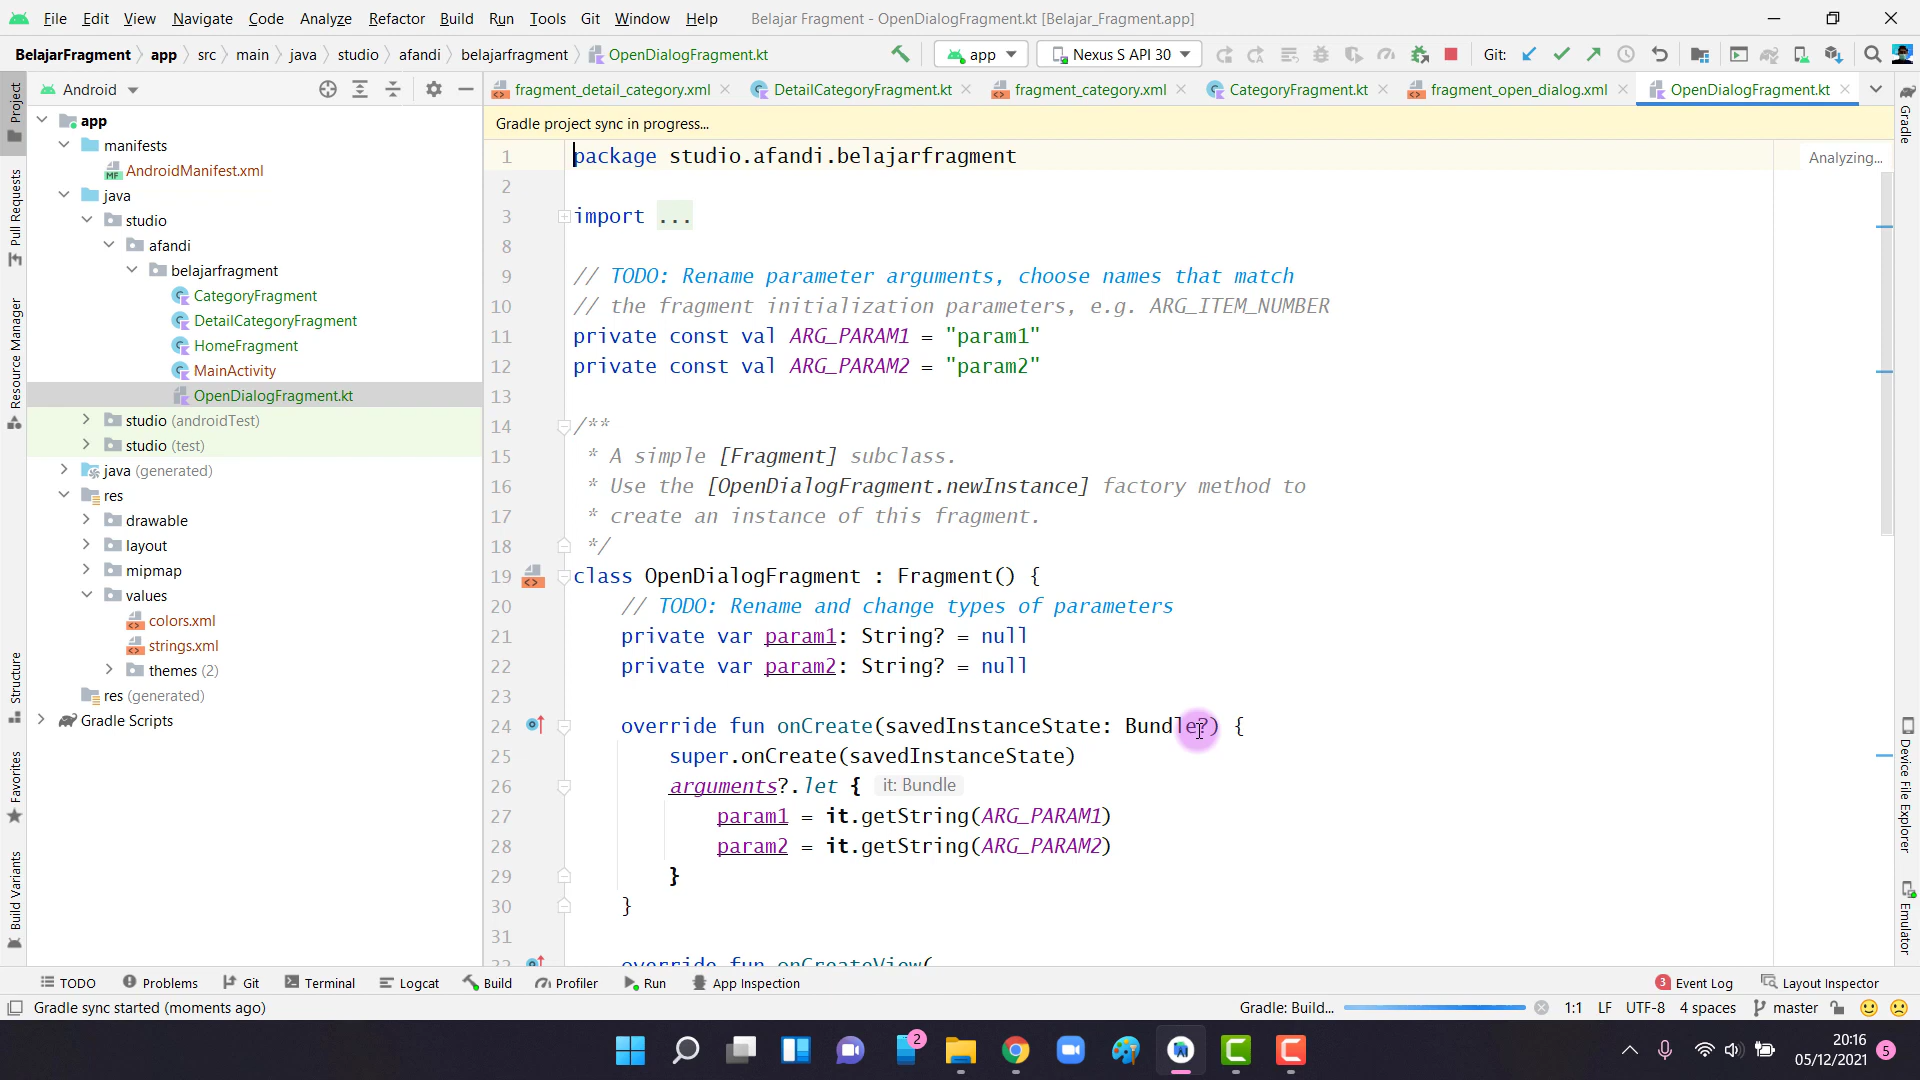 File Edit View Navigate Code Analyze Refactor Build Run Tools Git Window Help Belajar Fragment - OpenDialogFragment.kt [Belajar_Fragment.app]
BelajarFragment app src main java studio afandi belajarfragment OpenDialogFragment.kt app Nexus S API 30 Git:
Android fragment_detail_category.xml DetailCategoryFragment.kt fragment_category.xml CategoryFragment.kt fragment_open_dialog.xml OpenDialogFragment.kt
Gradle project sync in progress...
Analyzing...
Project
Pull Requests
Resource Manager
Structure
Favorites
Build Variants
app
manifests
AndroidManifest.xml
java
studio
afandi
belajarfragment
CategoryFragment
DetailCategoryFragment
HomeFragment
MainActivity
OpenDialogFragment.kt
studio (androidTest)
studio (test)
java (generated)
res
drawable
layout
mipmap
values
colors.xml
strings.xml
themes (2)
res (generated)
Gradle Scripts
1 package studio.afandi.belajarfragment
2
3 import ...
8
9 // TODO: Rename parameter arguments, choose names that match
10 // the fragment initialization parameters, e.g. ARG_ITEM_NUMBER
11 private const val ARG_PARAM1 = "param1"
12 private const val ARG_PARAM2 = "param2"
13
14 /**
15 * A simple [Fragment] subclass.
16 * Use the [OpenDialogFragment.newInstance] factory method to
17 * create an instance of this fragment.
18 */
19 class OpenDialogFragment : Fragment() {
20 // TODO: Rename and change types of parameters
21 private var param1: String? = null
22 private var param2: String? = null
23
24 override fun onCreate(savedInstanceState: Bundle?) {
25 super.onCreate(savedInstanceState)
26 arguments?.let { it: Bundle
27 param1 = it.getString(ARG_PARAM1)
28 param2 = it.getString(ARG_PARAM2)
29 }
30 }
31
32 override fun onCreateView(
Gradle
Device File Explorer
Emulator
TODO Problems Git Terminal Logcat Build Profiler Run App Inspection 3 Event Log Layout Inspector
Gradle sync started (moments ago) Gradle: Build... 1:1 LF UTF-8 4 spaces master
2
20:16
05/12/2021 5